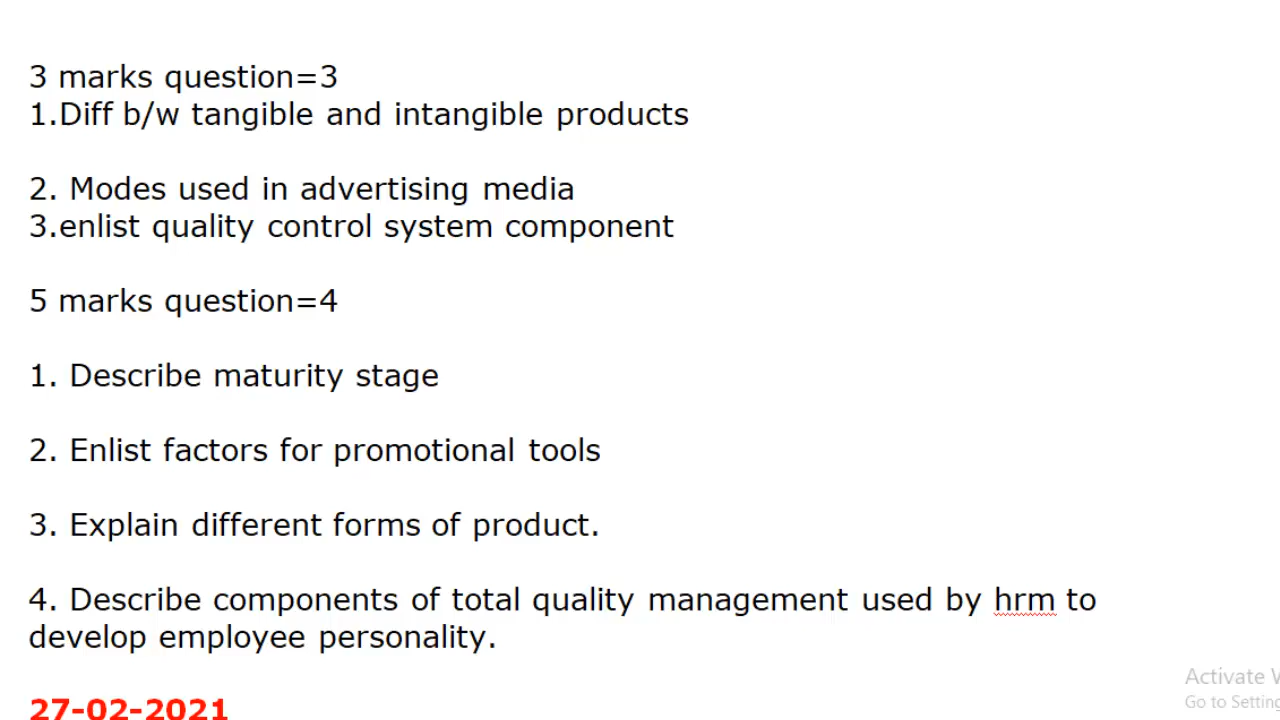 3 marks question=3
1.Diff b/w tangible and intangible products
2. Modes used in advertising media
3.enlist quality control system component
5 marks question=4
1. Describe maturity stage
2. Enlist factors for promotional tools
3. Explain different forms of product.
4. Describe components of total quality management used by hrm to
develop employee personality.
27-02-2021
Activate
Go to